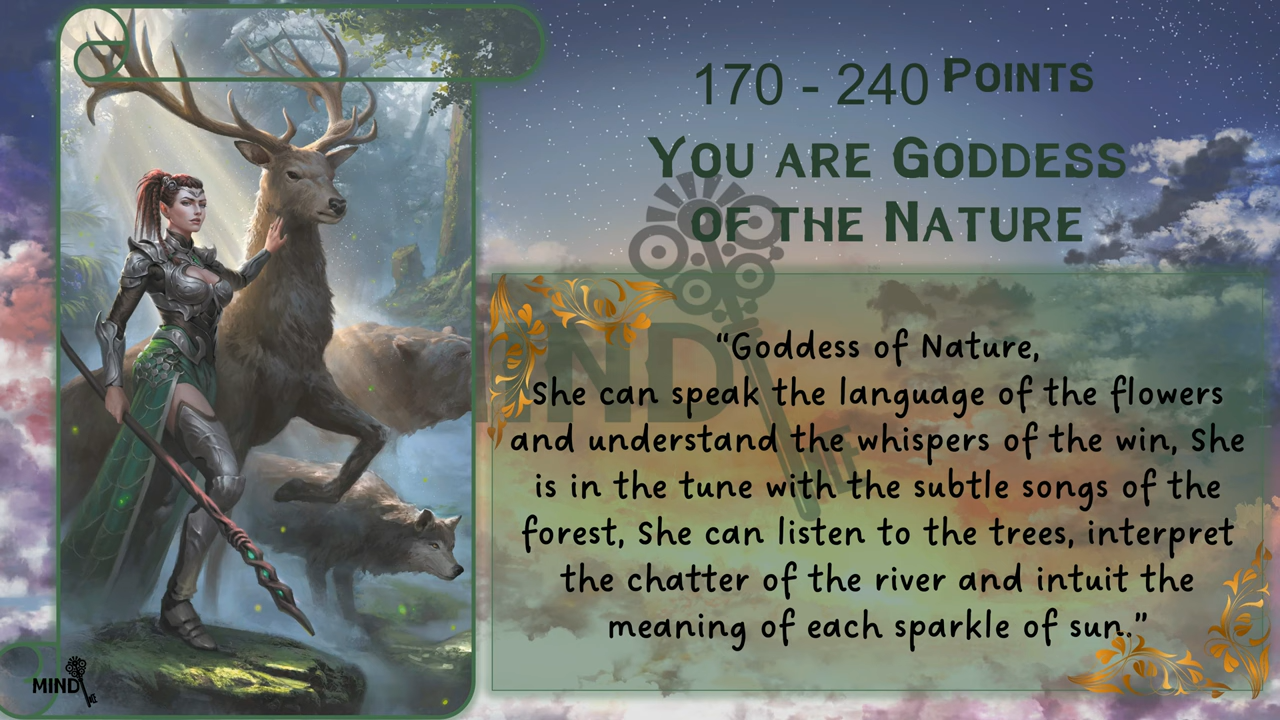 170 - 240 Points
You are Goddess
of the Nature
“Goddess of Nature,
She can speak the language of the flowers
and understand the whispers of the win, She
is in the tune with the subtle songs of the
forest, She can listen to the trees, interpret
the chatter of the river and intuit the
meaning of each sparkle of sun.”
MIND